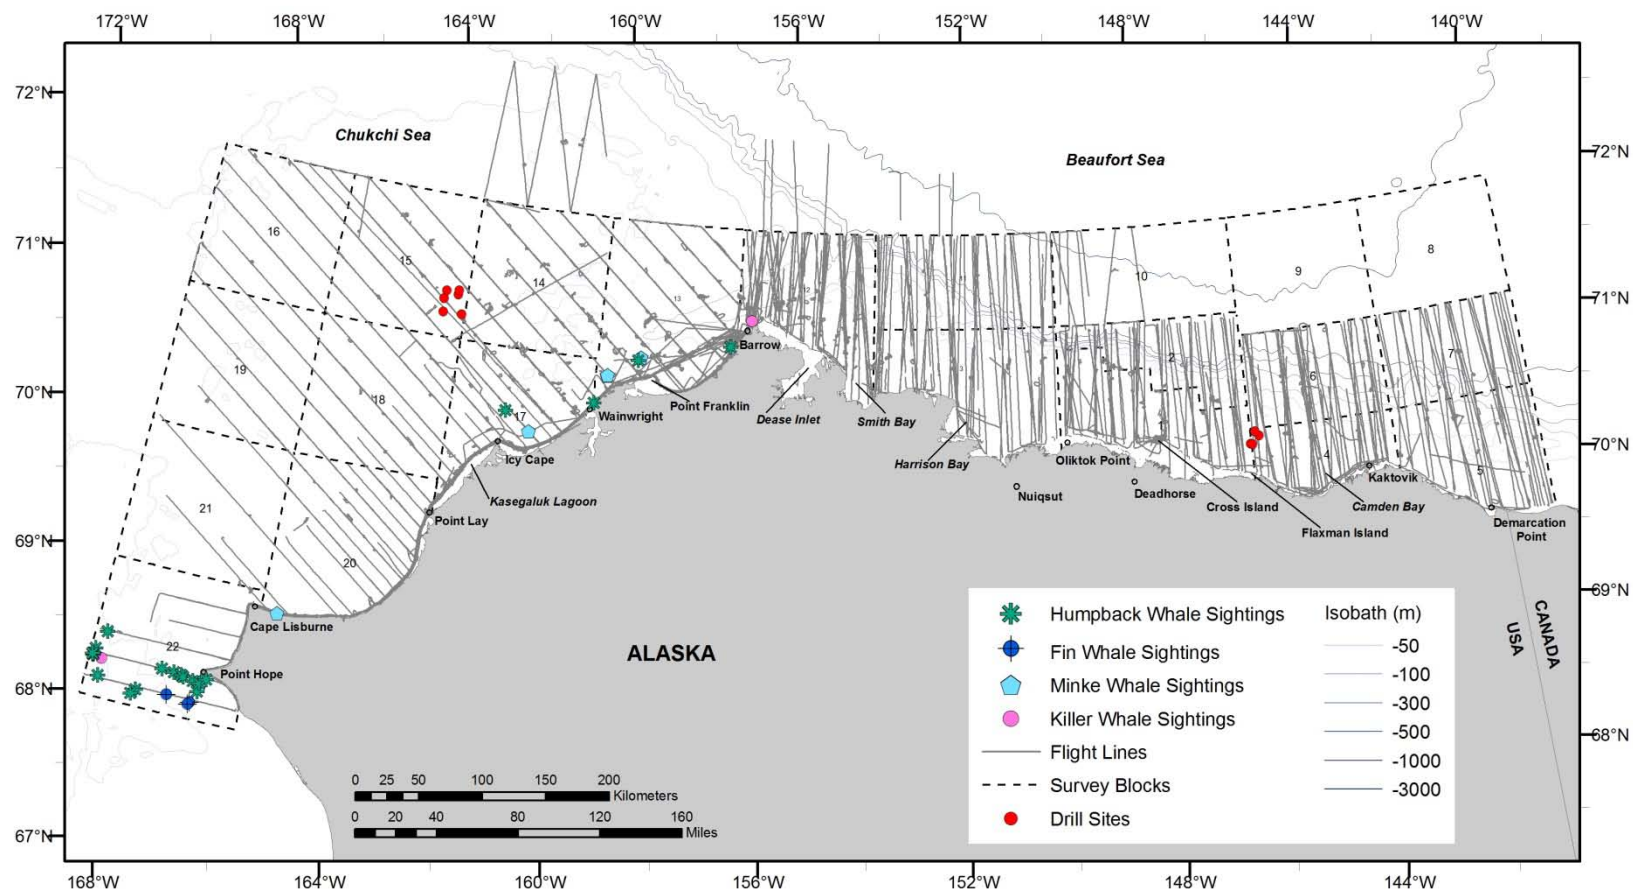 172°W 168°W 164°W 160°W 156°W 152°W 148°W 144°W 140°W
72°N
Chukchi Sea
Beaufort Sea
72°N
16
15
14
13
12
11
10
9
8
71°N
71°N
19
18
17
Barrow
Wainwright
Point Franklin
Dease Inlet
Smith Bay
Harrison Bay
3
2
1
6
7
70°N
70°N
Icy Cape
Kasegaluk Lagoon
Oliktok Point
Nuiqsut
Deadhorse
Cross Island
4
Kaktovik
5
Camden Bay
Flaxman Island
Demarcation
Point
21
Point Lay
20
69°N
69°N
Cape Lisburne
22
Point Hope
ALASKA
CANADA
USA
68°N
68°N
67°N
Humpback Whale Sightings
Fin Whale Sightings
Minke Whale Sightings
Killer Whale Sightings
Flight Lines
Survey Blocks
Drill Sites
Isobath (m)
-50
-100
-300
-500
-1000
-3000
0 25 50 100 150 200
Kilometers
0 20 40 80 120 160
Miles
168°W 164°W 160°W 156°W 152°W 148°W 144°W